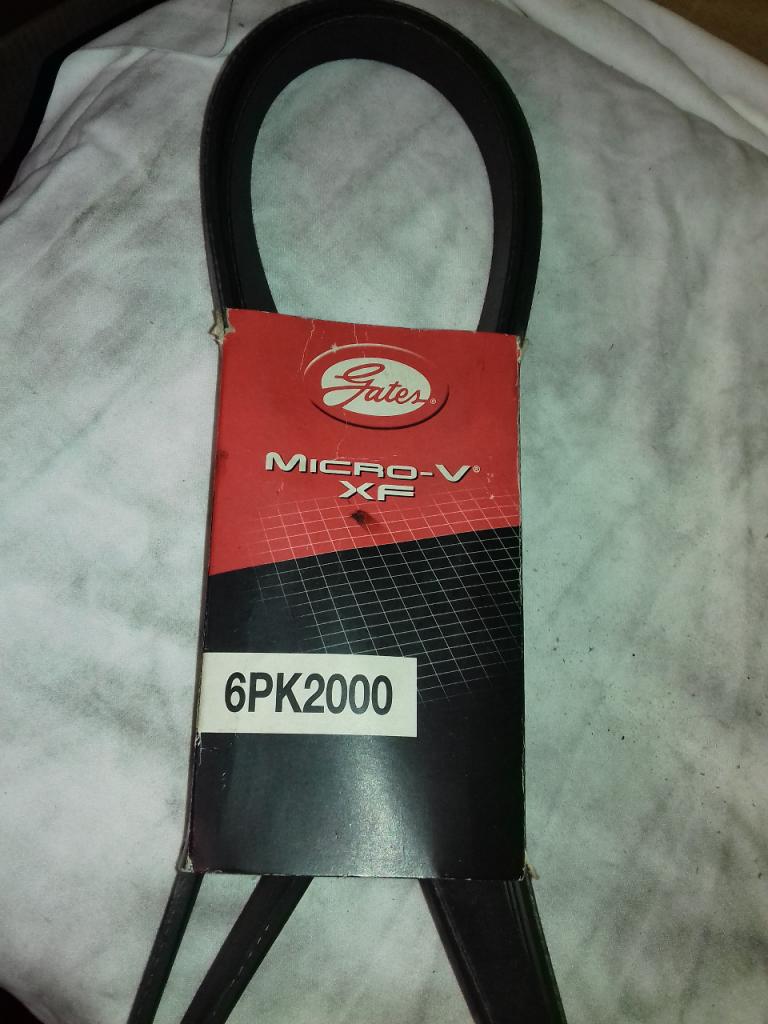 Gates®
MICRO-V®
XF
6PK2000